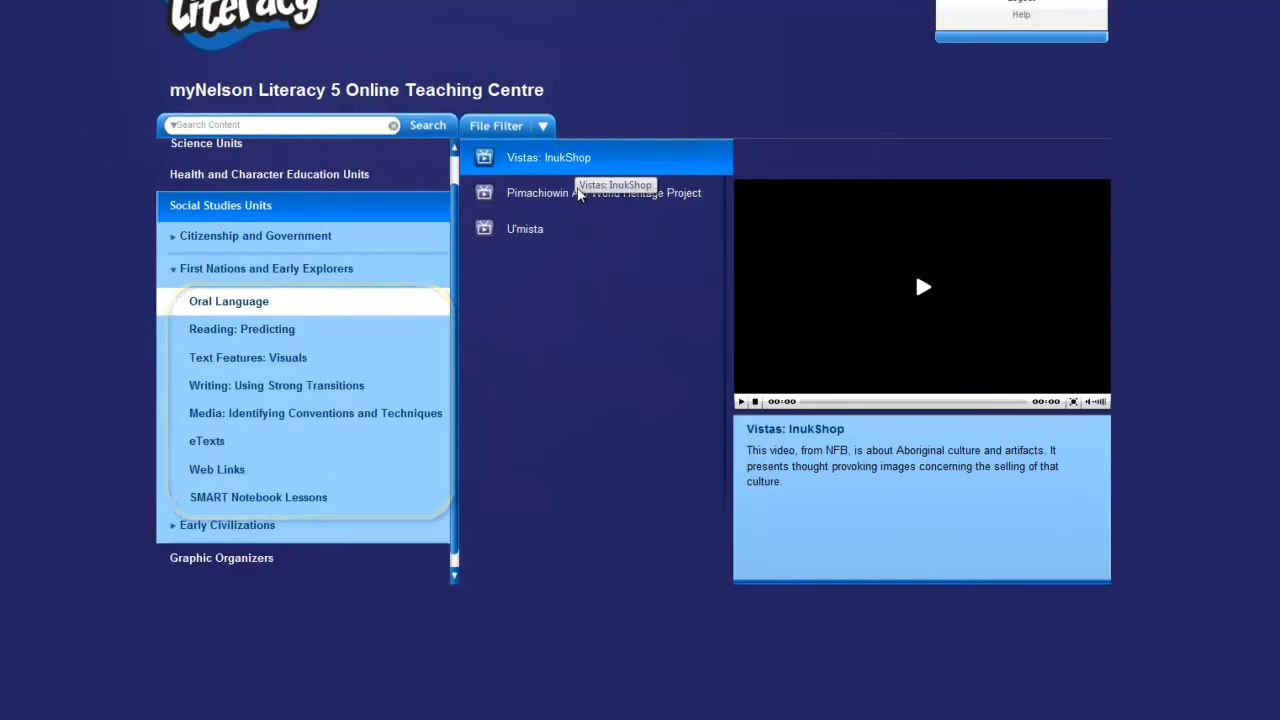 Literacy
Help
myNelson Literacy 5 Online Teaching Centre
Search Content
Search
File Filter
Science Units
Health and Character Education Units
Social Studies Units
Citizenship and Government
First Nations and Early Explorers
Oral Language
Reading: Predicting
Text Features: Visuals
Writing: Using Strong Transitions
Media: Identifying Conventions and Techniques
eTexts
Web Links
SMART Notebook Lessons
Early Civilizations
Graphic Organizers
Vistas: InukShop
Vistas: InukShop
Pimachiowin World Heritage Project
U'mista
00:00
00:00
Vistas: InukShop
This video, from NFB, is about Aboriginal culture and artifacts. It
presents thought provoking images concerning the selling of that
culture.